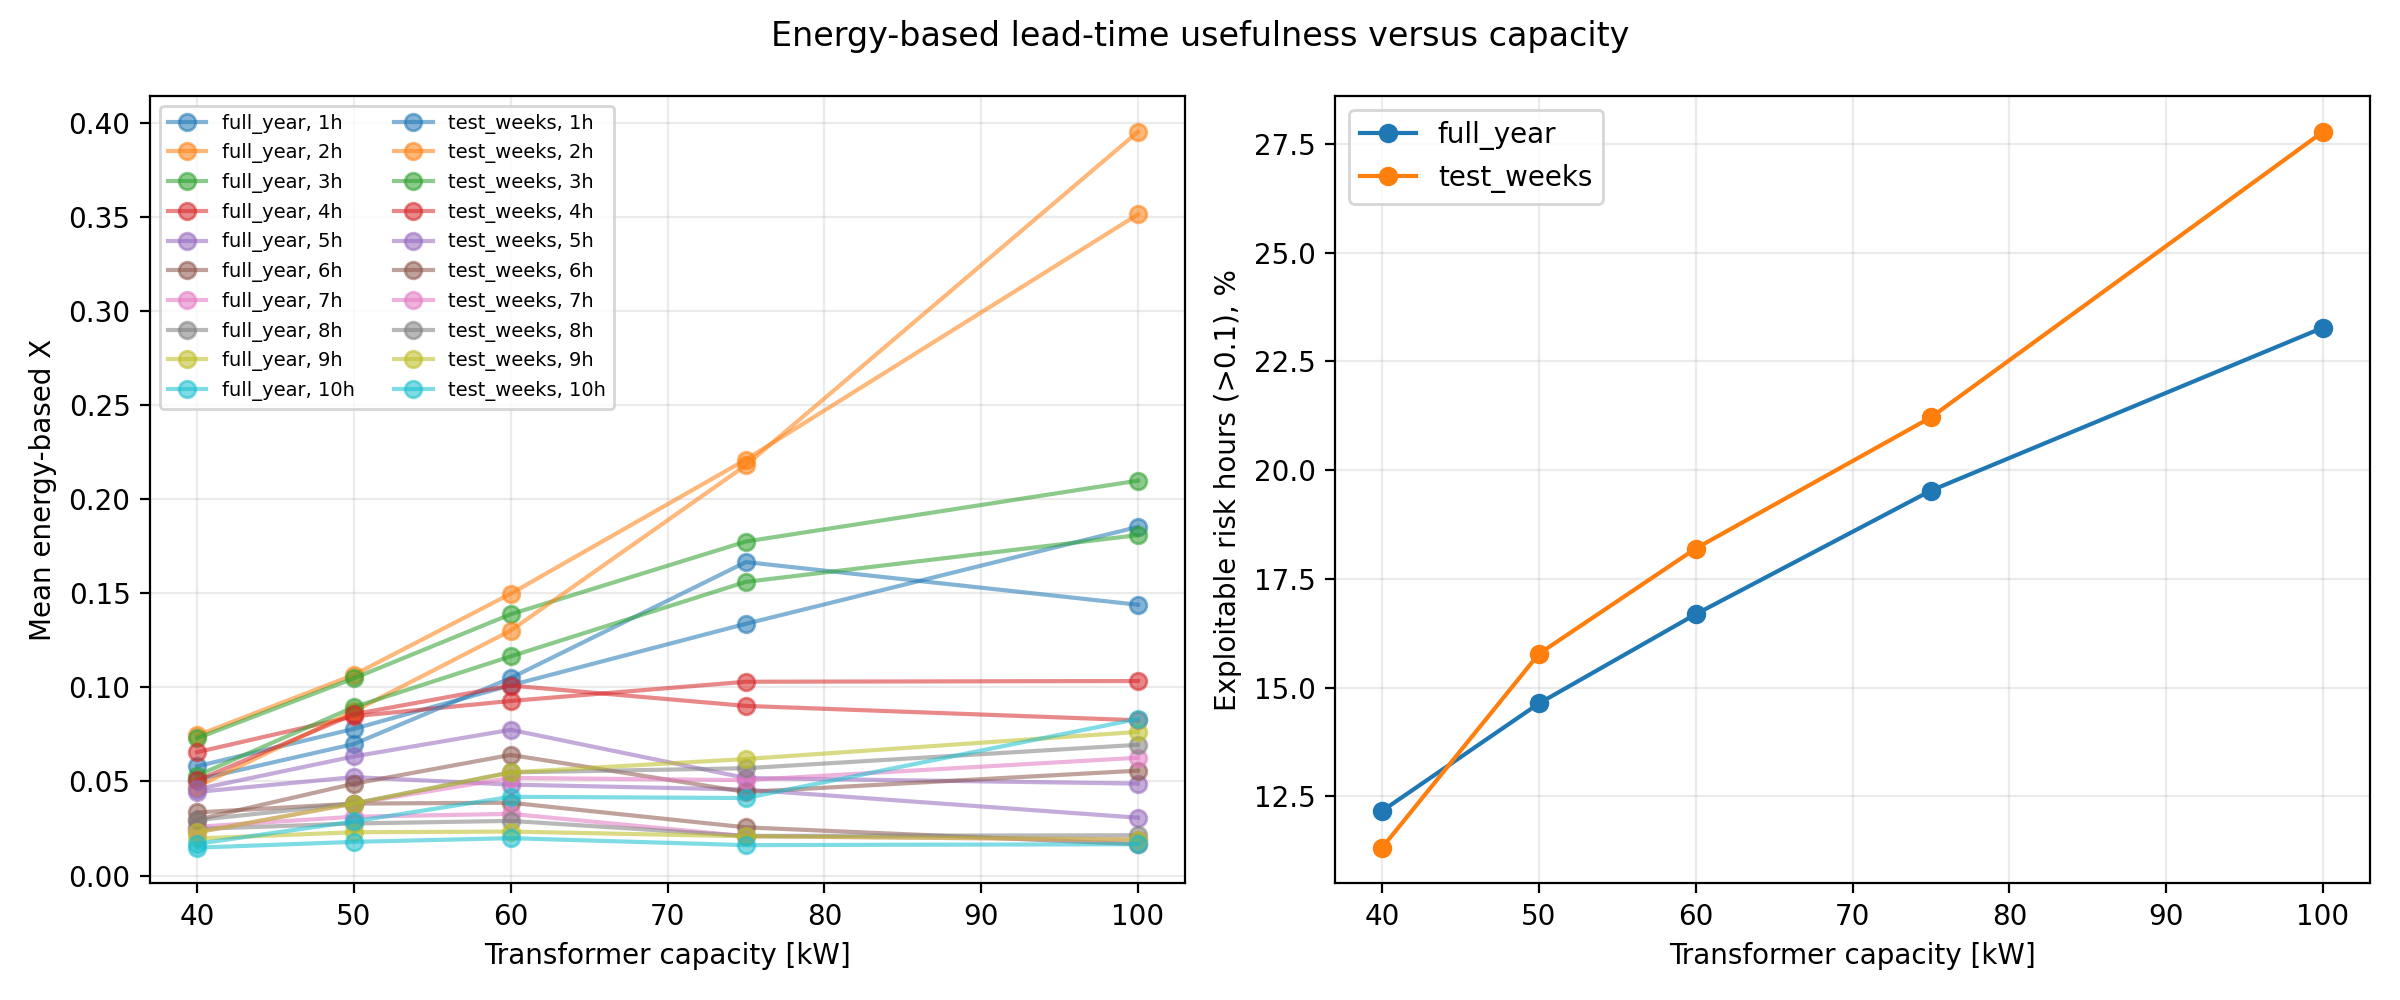 Energy-based lead-time usefulness versus capacity
Mean energy-based X
0.40
0.35
0.30
0.25
0.20
0.15
0.10
0.05
0.00
full_year, 1h
full_year, 2h
full_year, 3h
full_year, 4h
full_year, 5h
full_year, 6h
full_year, 7h
full_year, 8h
full_year, 9h
full_year, 10h
test_weeks, 1h
test_weeks, 2h
test_weeks, 3h
test_weeks, 4h
test_weeks, 5h
test_weeks, 6h
test_weeks, 7h
test_weeks, 8h
test_weeks, 9h
test_weeks, 10h
40 50 60 70 80 90 100
Transformer capacity [kW]
Exploitable risk hours (>0.1), %
27.5
25.0
22.5
20.0
17.5
15.0
12.5
full_year
test_weeks
40 50 60 70 80 90 100
Transformer capacity [kW]